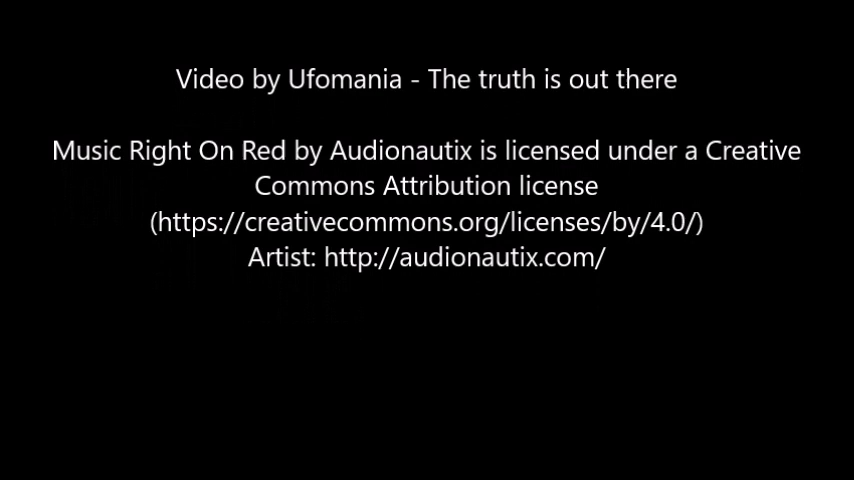 Video by Ufomania - The truth is out there
Music Right On Red by Audionautix is licensed under a Creative
Commons Attribution license
(https://creativecommons.org/licenses/by/4.0/)
Artist: http://audionautix.com/